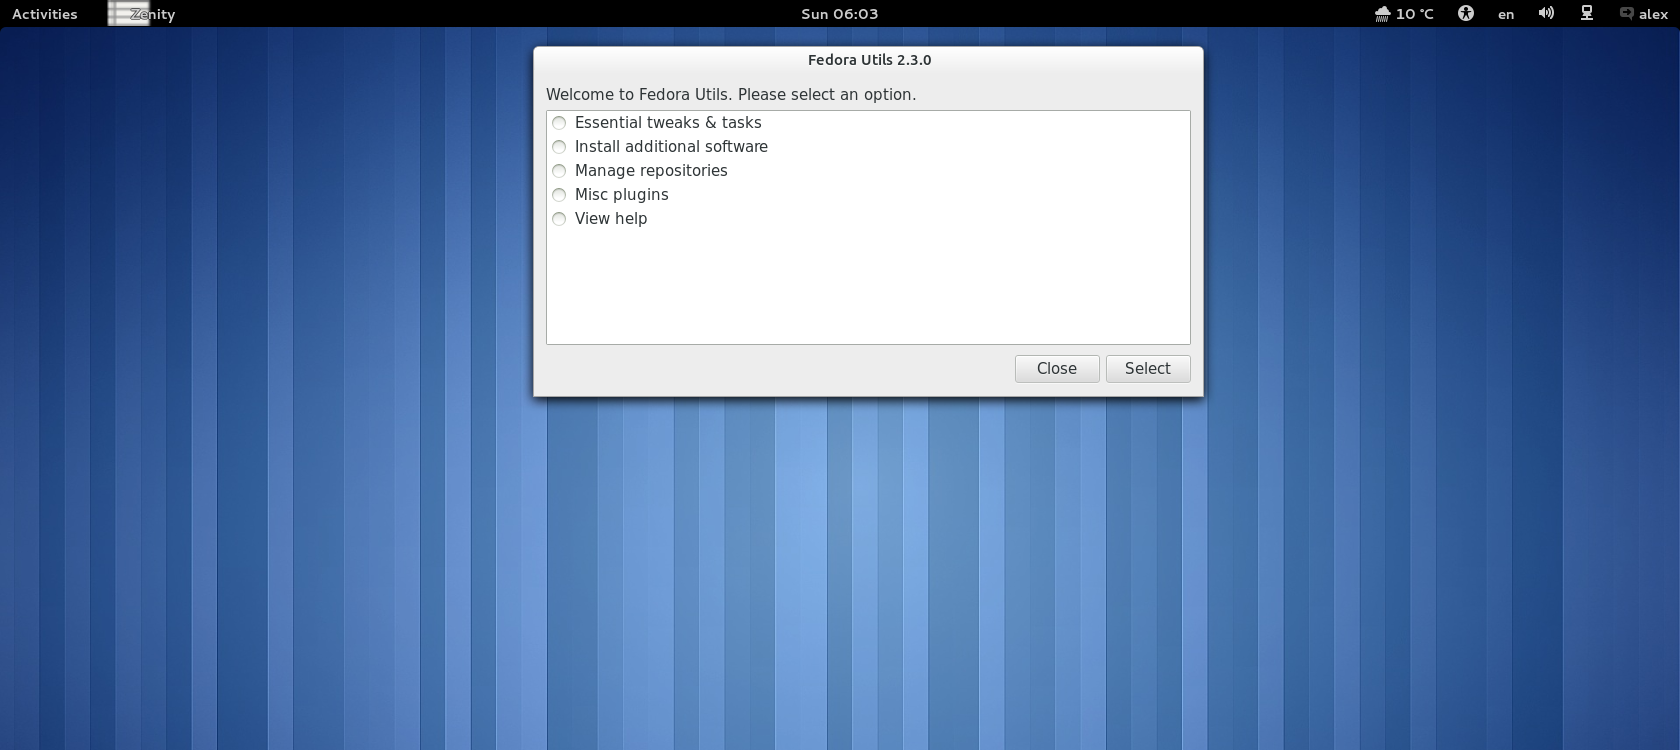 Activities Zenity Sun 06:03 10 °C en alex
Fedora Utils 2.3.0
Welcome to Fedora Utils. Please select an option.
Essential tweaks & tasks
Install additional software
Manage repositories
Misc plugins
View help
Close Select